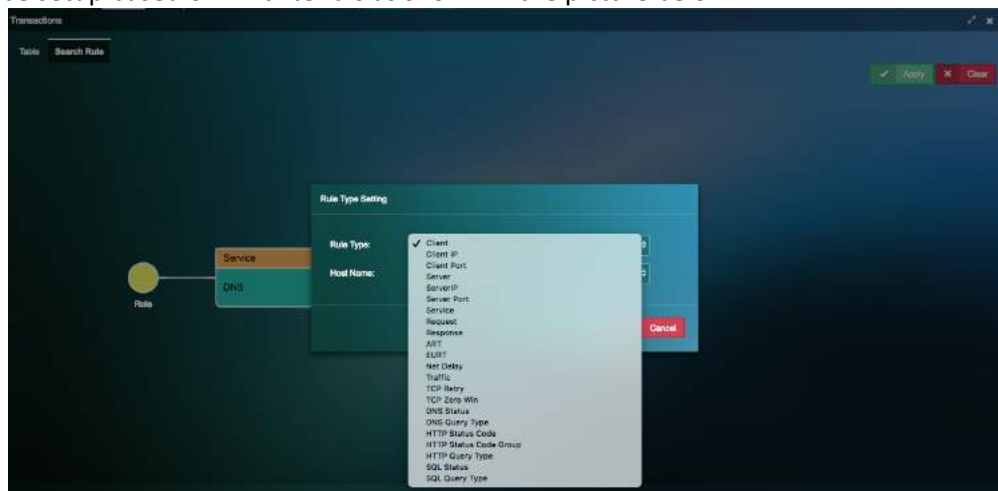 Transactions
Table Search Rule
Apply Clear
Rule Type Setting
Rule Type:
Host Name:
Client
Client IP
Client Port
Server
ServerIP
Server Port
Service
Request
Response
ART
EURT
Net Delay
Traffic
TCP Retry
TCP Zero Win
DNS Status
DNS Query Type
HTTP Status Code
HTTP Status Code Group
HTTP Query Type
SQL Status
SQL Query Type
Cancel
Service
DNS